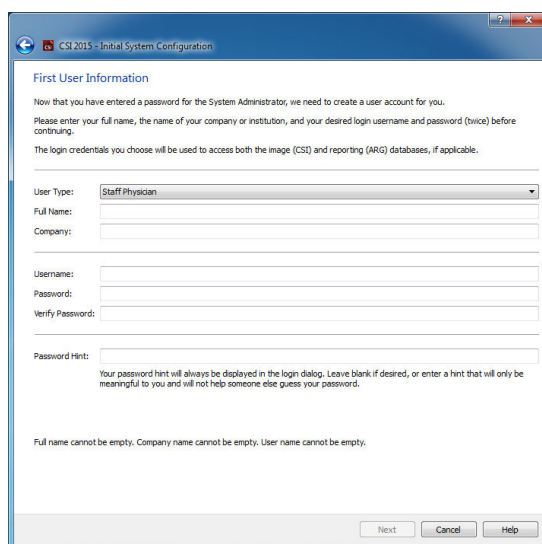 ?
X
CSI 2015 - Initial System Configuration
First User Information
Now that you have entered a password for the System Administrator, we need to create a user account for you.
Please enter your full name, the name of your company or institution, and your desired login username and password (twice) before
continuing.
The login credentials you choose will be used to access both the image (CSI) and reporting (ARG) databases, if applicable.
User Type: Staff Physician
Full Name:
Company:
Username:
Password:
Verify Password:
Password Hint:
Your password hint will always be displayed in the login dialog. Leave blank if desired, or enter a hint that will only be
meaningful to you and will not help someone else guess your password.
Full name cannot be empty. Company name cannot be empty. User name cannot be empty.
Next Cancel Help